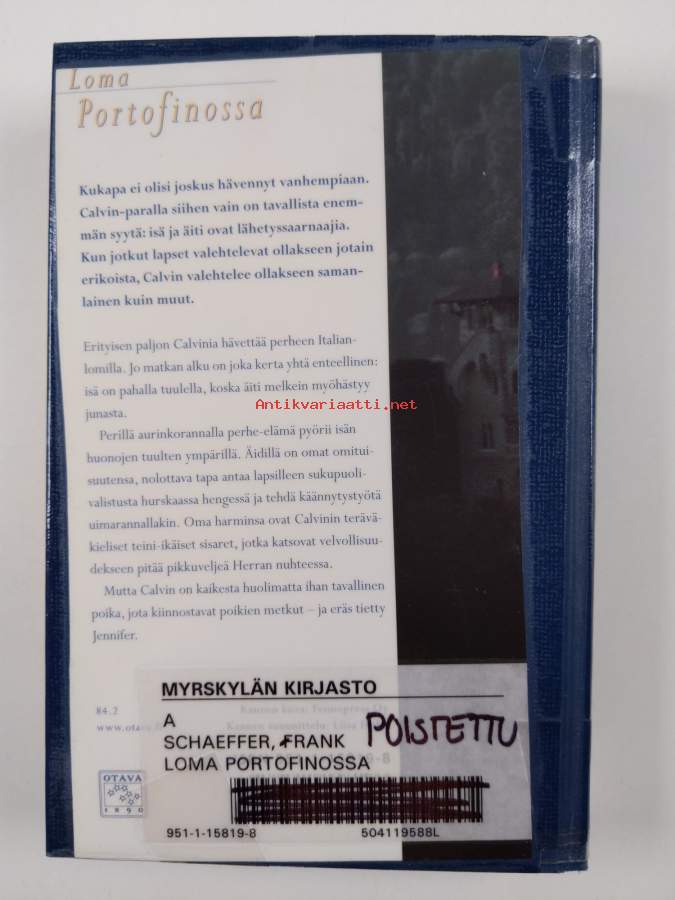 Loma
Portofinossa
Kukapa ei olisi joskus hävennyt vanhempiaan.
Calvin-paralla siihen vain on tavallista enem-
män syytä: isä ja äiti ovat lähetyssaarnaajia.
Kun jotkut lapset valehtelevat ollakseen jotain
erikoista, Calvin valehtelee ollakseen saman-
lainen kuin muut.
Erityisen paljon Calvinia hävettää perheen Italian-
lomilla. Jo matkan alku on joka kerta yhtä enteellinen:
isä on pahalla tuulella, koska äiti melkein myöhästyy
junasta.
Antikvariaatti.net
Perillä aurinkorannalla perhe-elämä pyörii isän
huonojen tuulten ympärillä. Äidillä on omat omitui-
suutensa, nolottava tapa antaa lapsilleen sukupuoli-
valistusta hurskaassa hengessä ja tehdä käännytystyötä
uimarannallakin. Oma harminsa ovat Calvinin terävä-
kieliset teini-ikäiset sisaret, jotka katsovat velvollisuu-
dekseen pitää pikkuveljeä Herran nuhteessa.
Mutta Calvin on kaikesta huolimatta ihan tavallinen
poika, jota kiinnostavat poikien metkut – ja eräs tietty
Jennifer.
MYRSKYLÄN KIRJASTO
84.2
www.otava
A
POISTETTU
SCHAEFFER, FRANK
LOMA PORTOFINOSSA
OTAVA
1890
951-1-15819-8 504119588L